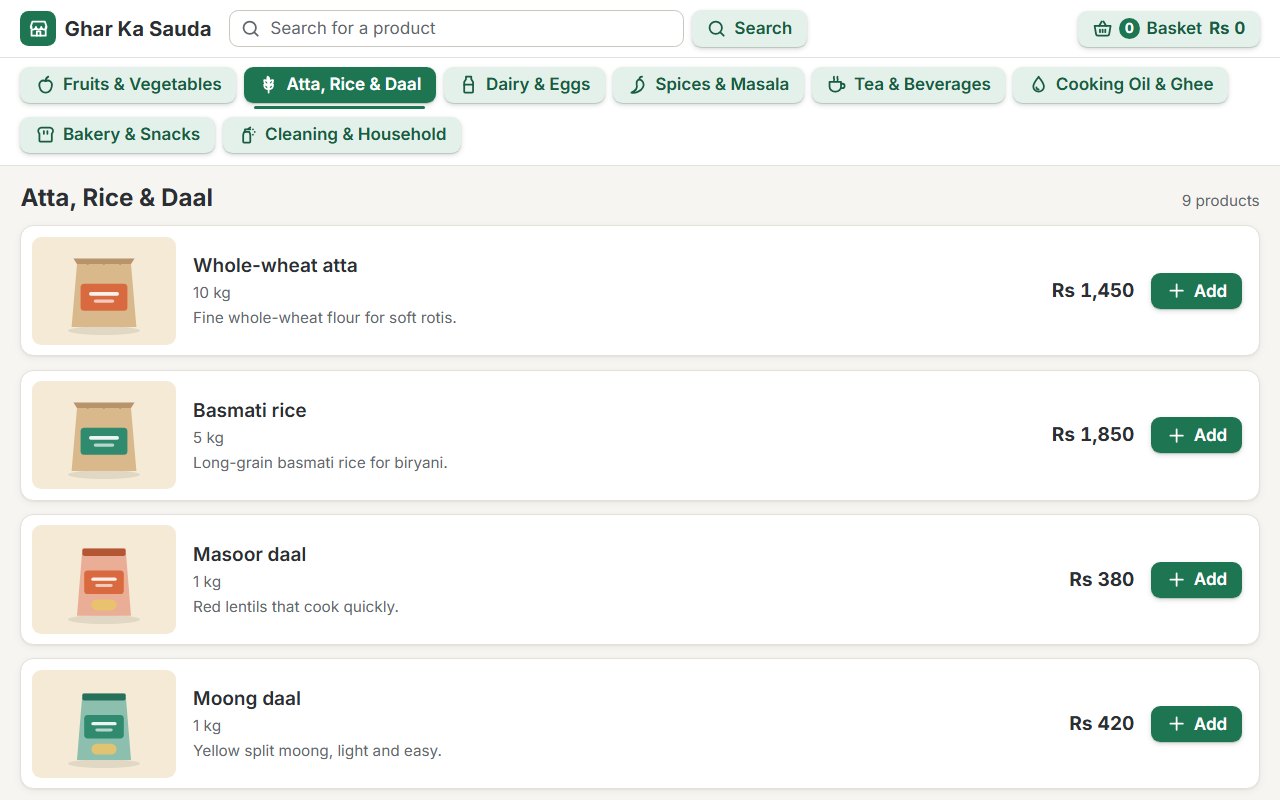 Ghar Ka Sauda
Search for a product
Search
0 Basket Rs 0
Fruits & Vegetables
Atta, Rice & Daal
Dairy & Eggs
Spices & Masala
Tea & Beverages
Cooking Oil & Ghee
Bakery & Snacks
Cleaning & Household
Atta, Rice & Daal
9 products
Whole-wheat atta
10 kg
Fine whole-wheat flour for soft rotis.
Rs 1,450
Add
Basmati rice
5 kg
Long-grain basmati rice for biryani.
Rs 1,850
Add
Masoor daal
1 kg
Red lentils that cook quickly.
Rs 380
Add
Moong daal
1 kg
Yellow split moong, light and easy.
Rs 420
Add